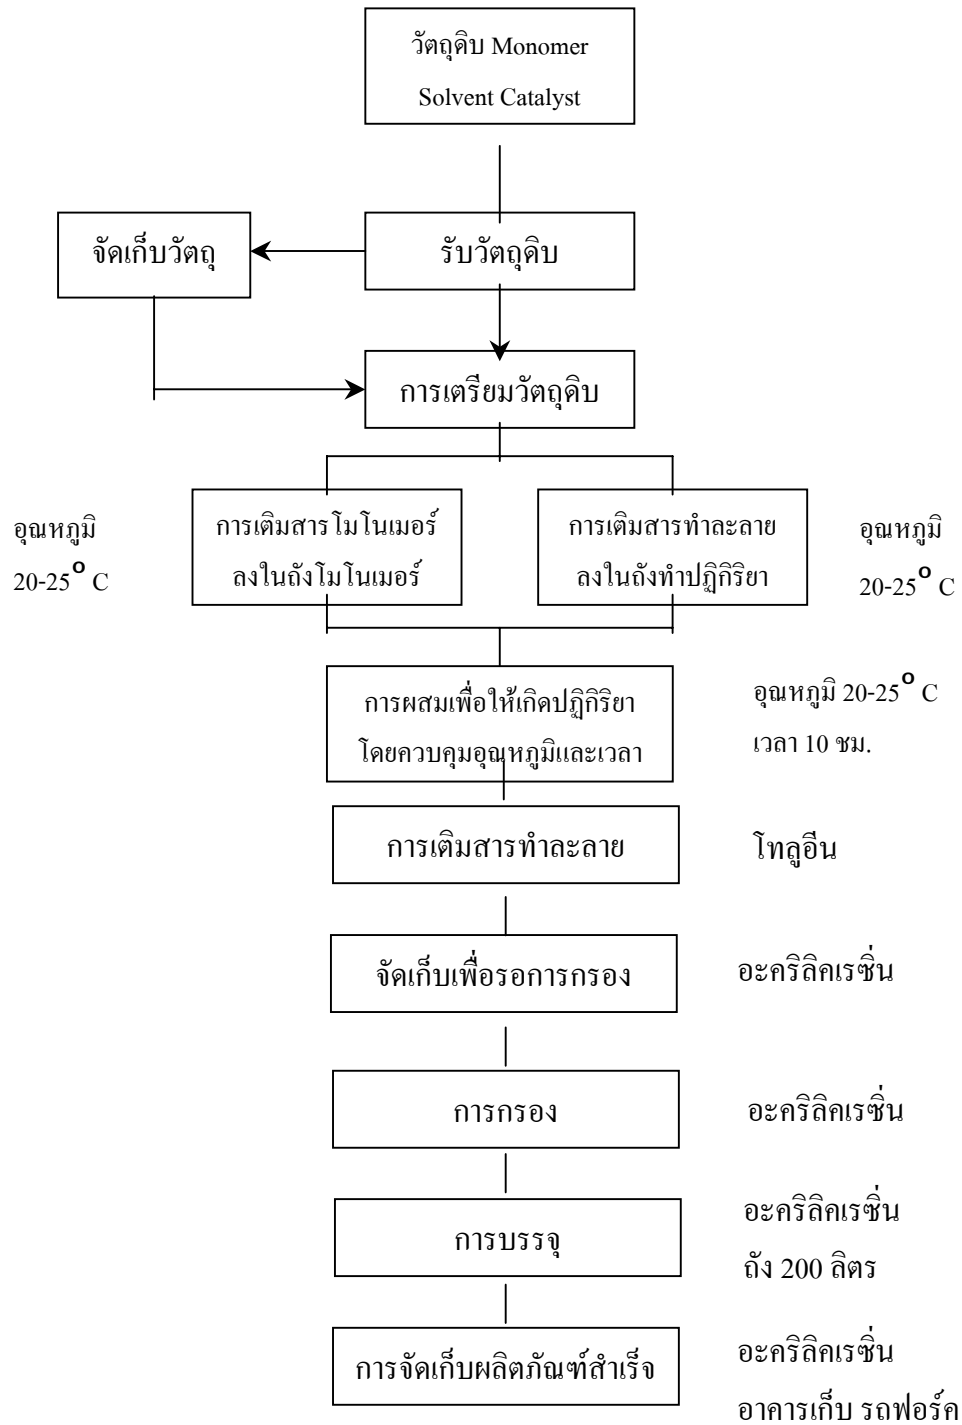 วัตถุดิบ Monomer
Solvent Catalyst
จัดเก็บวัตถุ
รับวัตถุดิบ
การเตรียมวัตถุดิบ
อุณหภูมิ
20-25° C
การเติมสารโมโนเมอร์
ลงในถังโมโนเมอร์
การเติมสารทำละลาย
ลงในถังทำปฏิกิริยา
อุณหภูมิ
20-25° C
การผสมเพื่อให้เกิดปฏิกิริยา
โดยควบคุมอุณหภูมิและเวลา
อุณหภูมิ 20-25° C
เวลา 10 ชม.
การเติมสารทำละลาย
โทลูอีน
จัดเก็บเพื่อรอการกรอง
อะคริลิคเรซิ่น
การกรอง
อะคริลิคเรซิ่น
การบรรจุ
อะคริลิคเรซิ่น
ถัง 200 ลิตร
การจัดเก็บผลิตภัณฑ์สำเร็จ
อะคริลิคเรซิ่น
อาคารเก็บ รถฟอร์ค